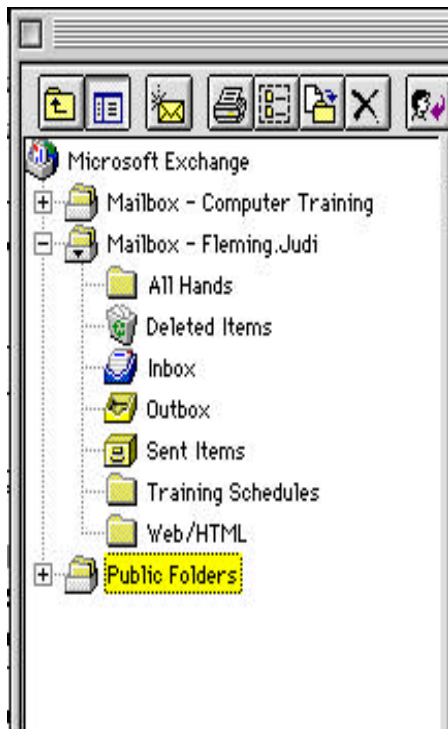 Microsoft Exchange
Mailbox - Computer Training
Mailbox - Fleming.Judi
All Hands
Deleted Items
Inbox
Outbox
Sent Items
Training Schedules
Web/HTML
Public Folders